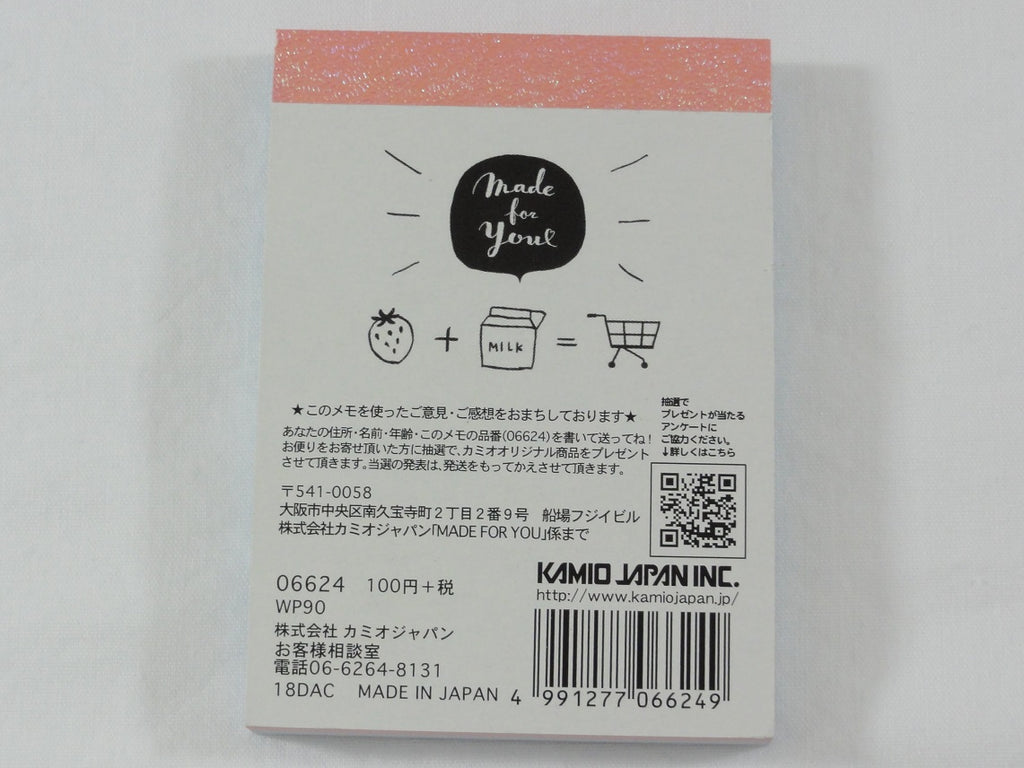 Made
for
You
MILK
★このメモを使ったご意見・ご感想をおまちしております★
あなたの住所・名前・年齢・このメモの品番(06624)を書いて送ってね!
お便りをお寄せ頂いた方に抽選で、カミオオリジナル商品をプレゼント
させて頂きます。当選の発表は、発送をもってかえさせて頂きます。
抽選で
プレゼントが当たる
アンケートに
ご協力ください。
↓詳しくはこちら
〒541-0058
大阪市中央区南久宝寺町2丁目2番9号 船場フジイビル
株式会社カミオジャパン「MADE FOR YOU」係まで
06624 100円+税
WP90
株式会社 カミオジャパン
お客様相談室
電話06-6264-8131
18DAC MADE IN JAPAN
KAMIO JAPAN INC.
http://www.kamiojapan.jp/
4 991277 066249